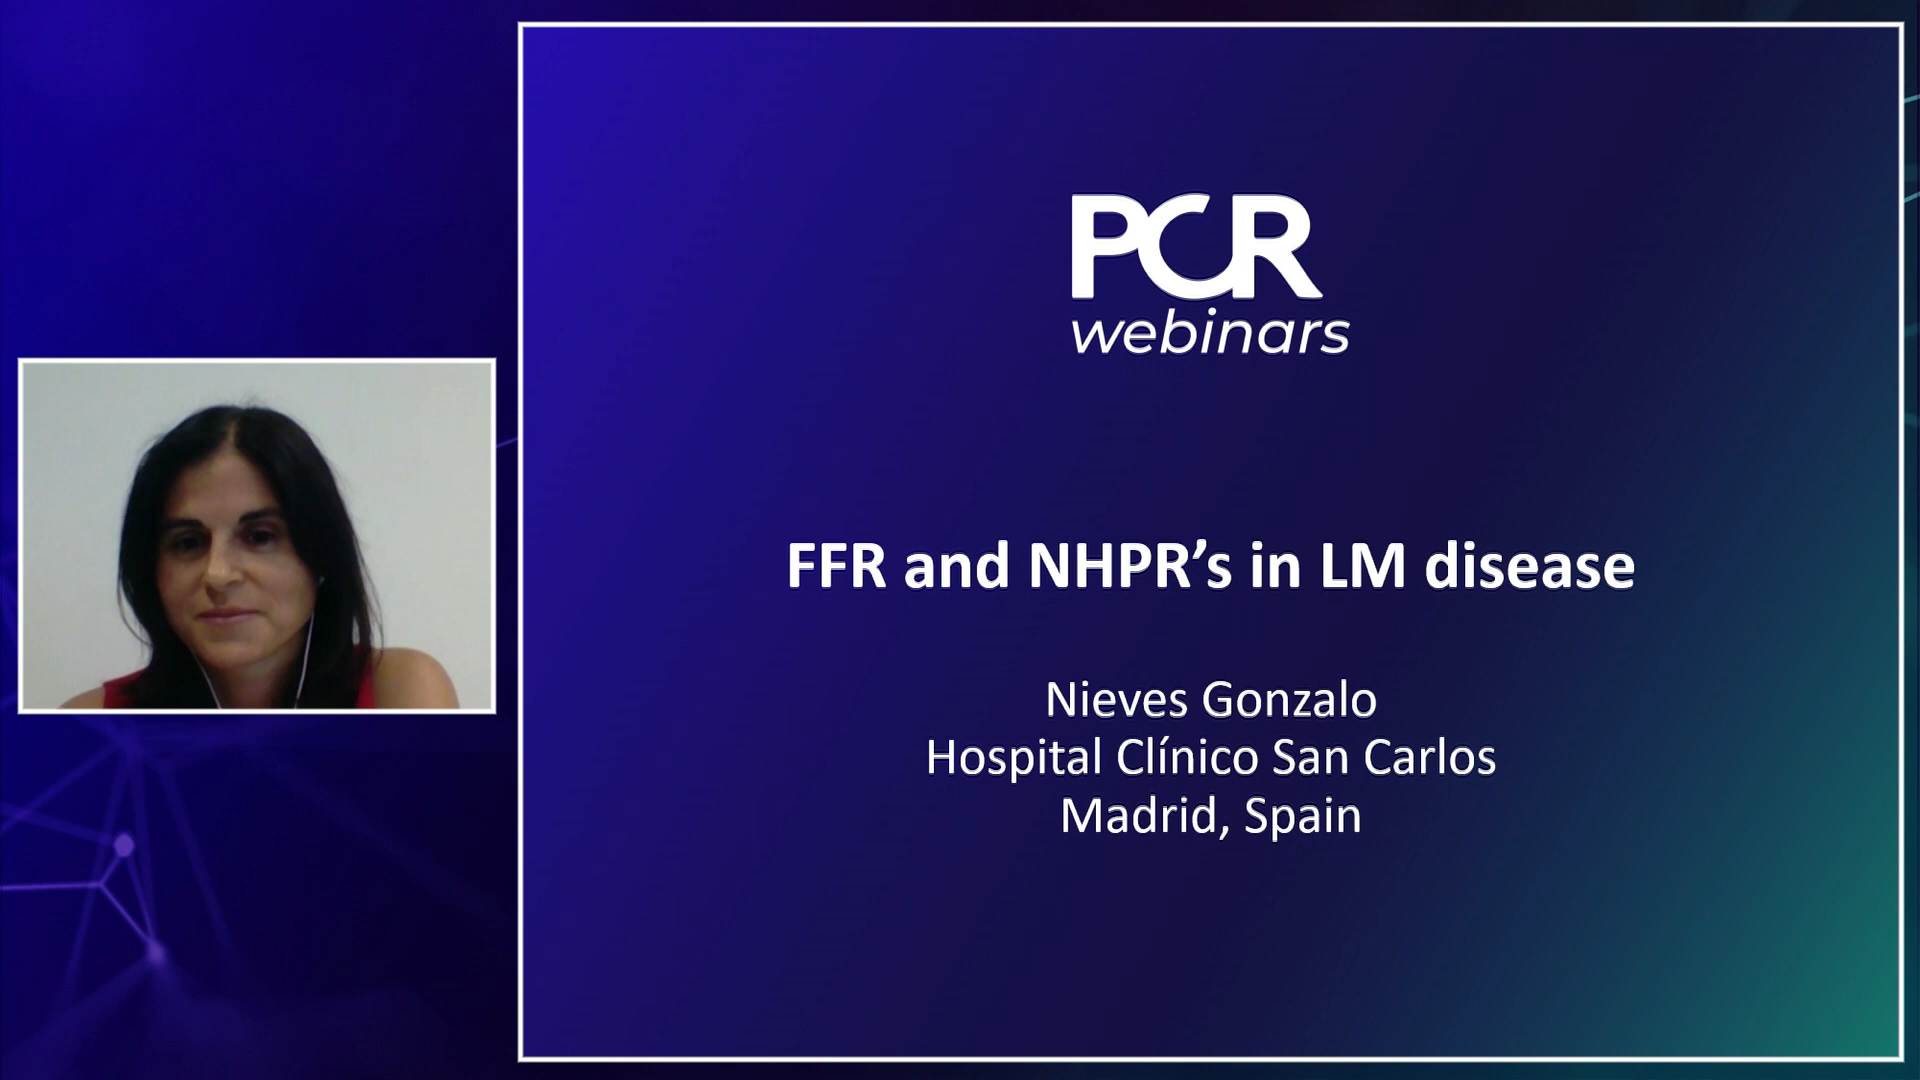 PCR
webinars
FFR and NHPR’s in LM disease
Nieves Gonzalo
Hospital Clínico San Carlos
Madrid, Spain